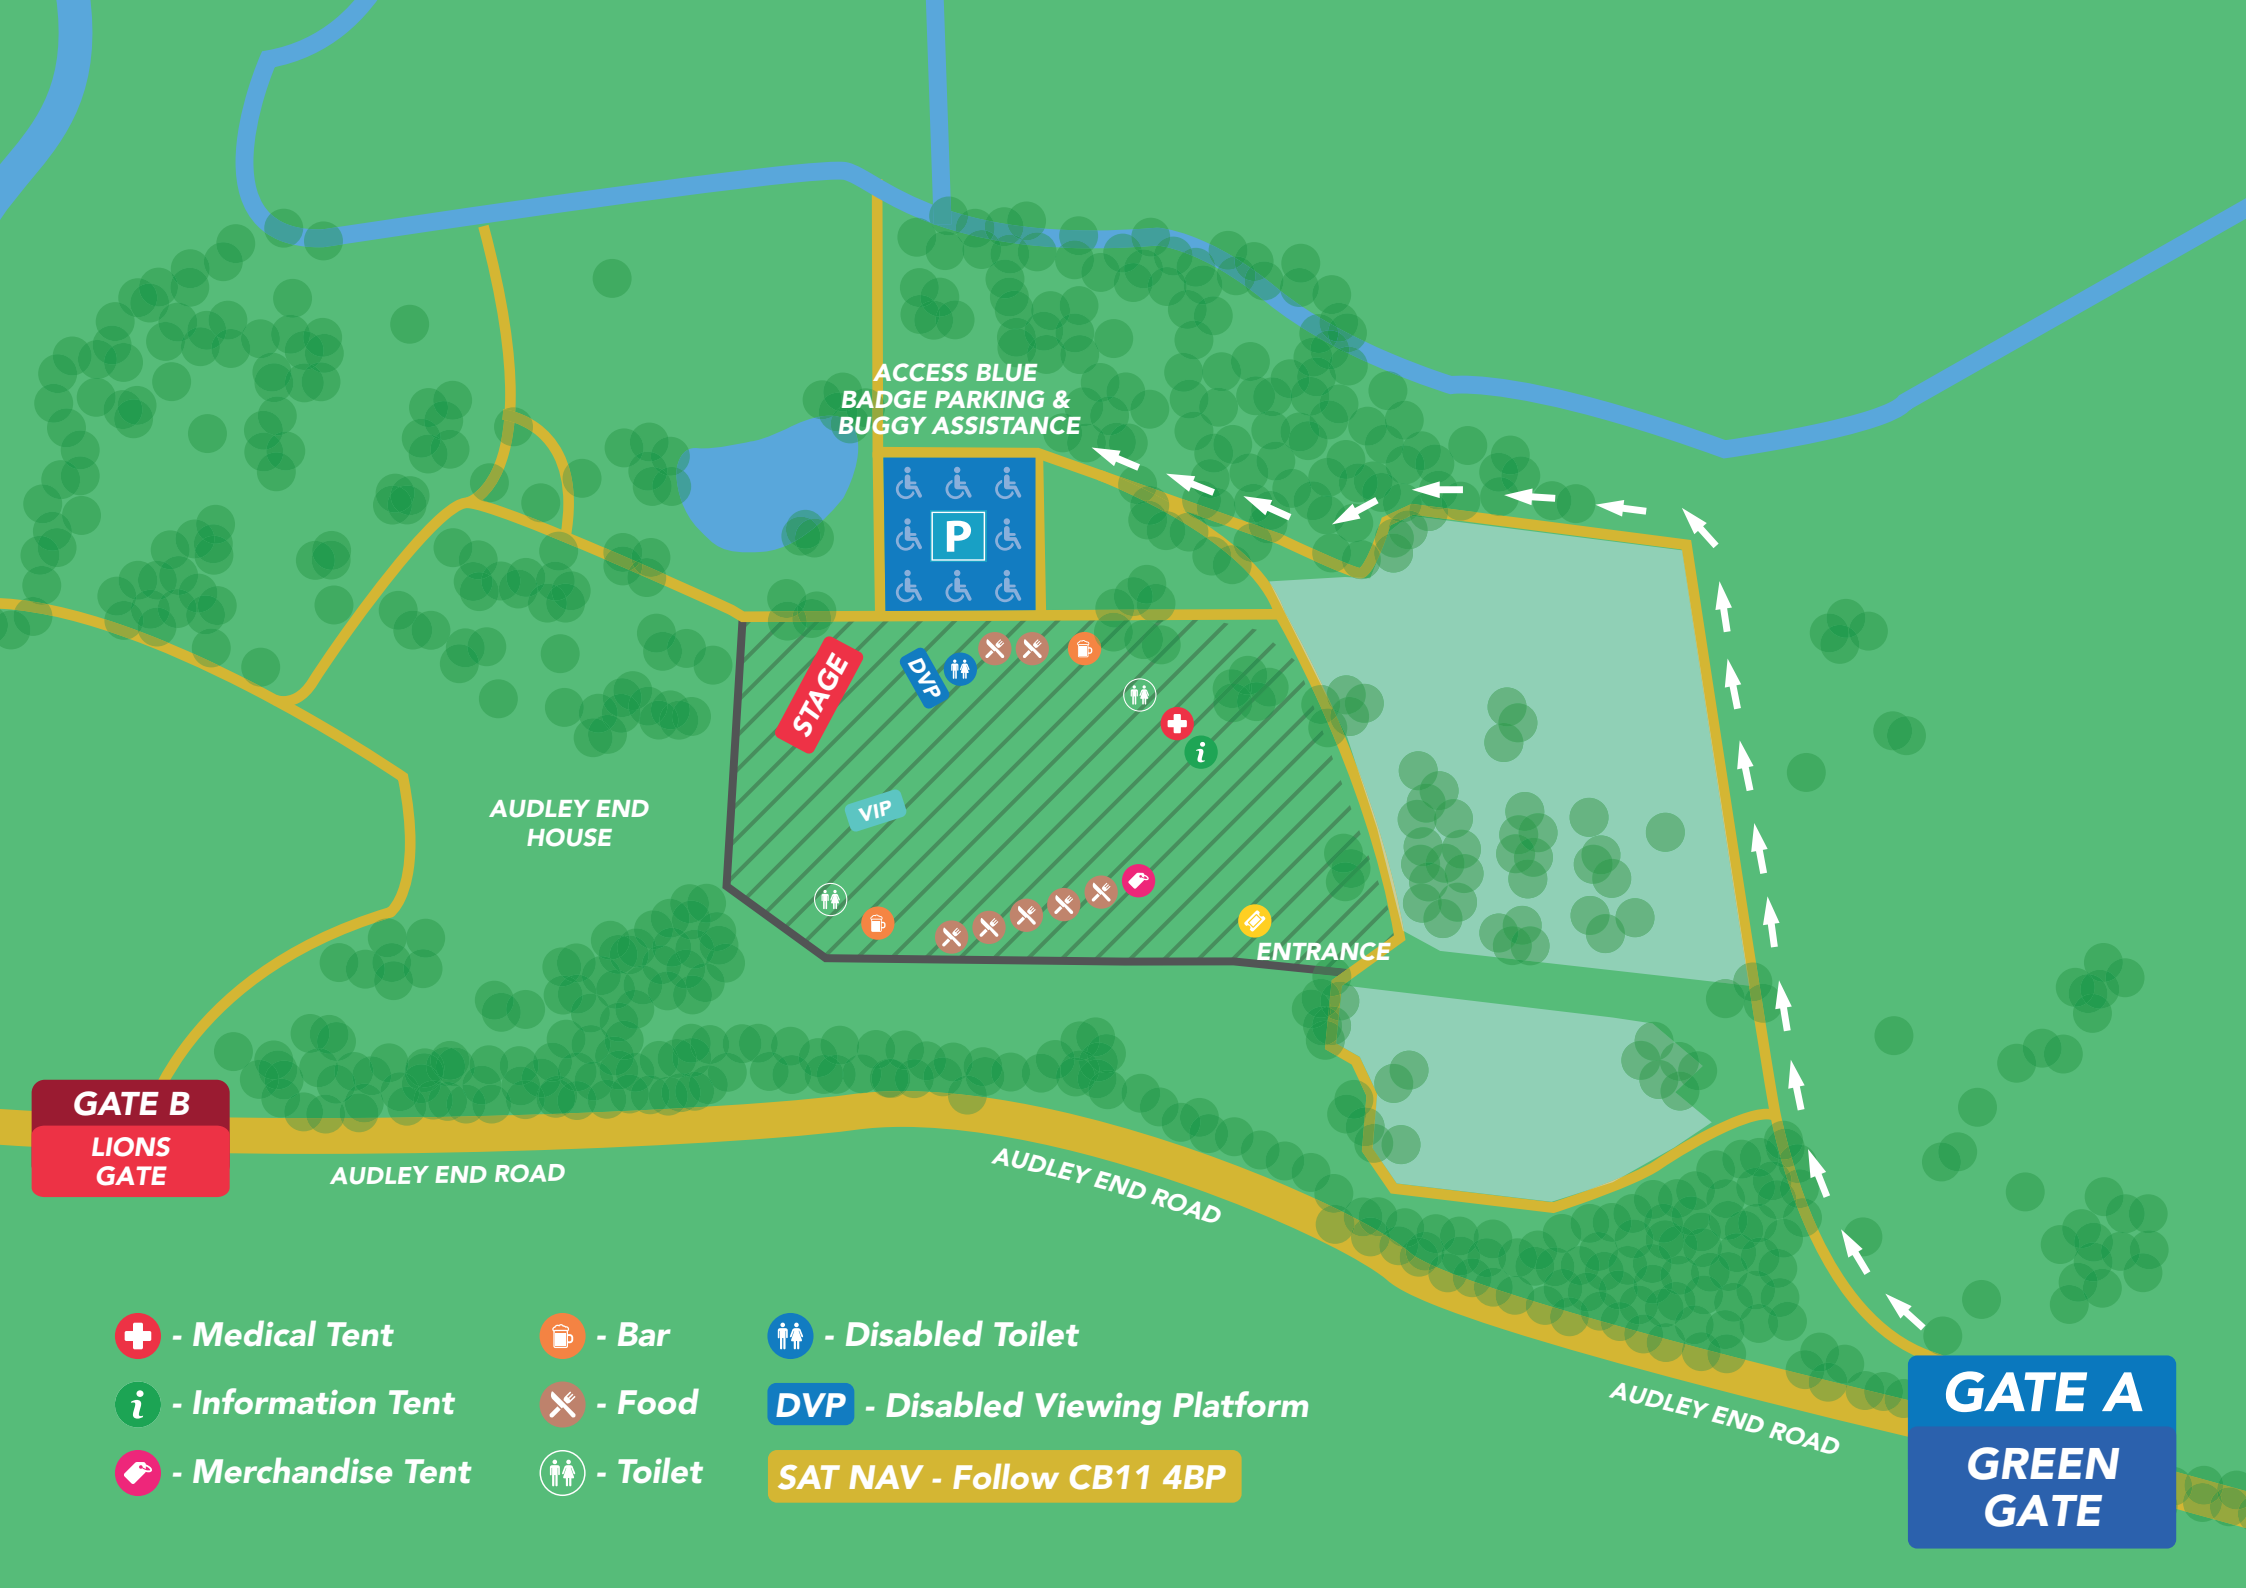 ACCESS BLUE
BADGE PARKING &
BUGGY ASSISTANCE
P
STAGE
DVP
i
VIP
AUDLEY END
HOUSE
ENTRANCE
GATE B
LIONS
GATE
AUDLEY END ROAD
AUDLEY END ROAD
AUDLEY END ROAD
GATE A
GREEN
GATE
- Medical Tent
- Bar
- Disabled Toilet
i - Information Tent
- Food
DVP - Disabled Viewing Platform
- Merchandise Tent
- Toilet
SAT NAV - Follow CB11 4BP